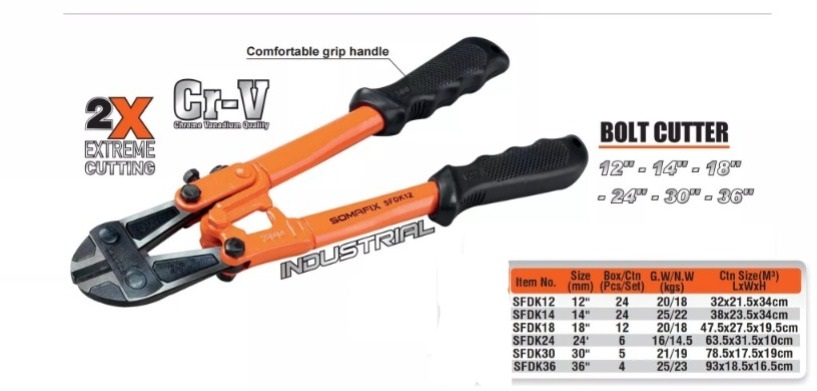 Comfortable grip handle
2X
EXTREME
CUTTING
Cr-V
Chrome Vanadium Quality
SOMAFIX SFDK12
INDUSTRIAL
BOLT CUTTER
12" - 14" - 18"
- 24" - 30" - 36"
Item No. Size (mm) Box/Ctn (Pcs/Set) G.W/N.W (kgs) Ctn Size(M³) LxWxH
SFDK12 12" 24 20/18 32x21.5x34cm
SFDK14 14" 24 25/22 38x23.5x34cm
SFDK18 18" 12 20/18 47.5x27.5x19.5cm
SFDK24 24' 6 16/14.5 63.5x31.5x10cm
SFDK30 30" 5 21/19 78.5x17.5x19cm
SFDK36 36" 4 25/23 93x18.5x16.5cm